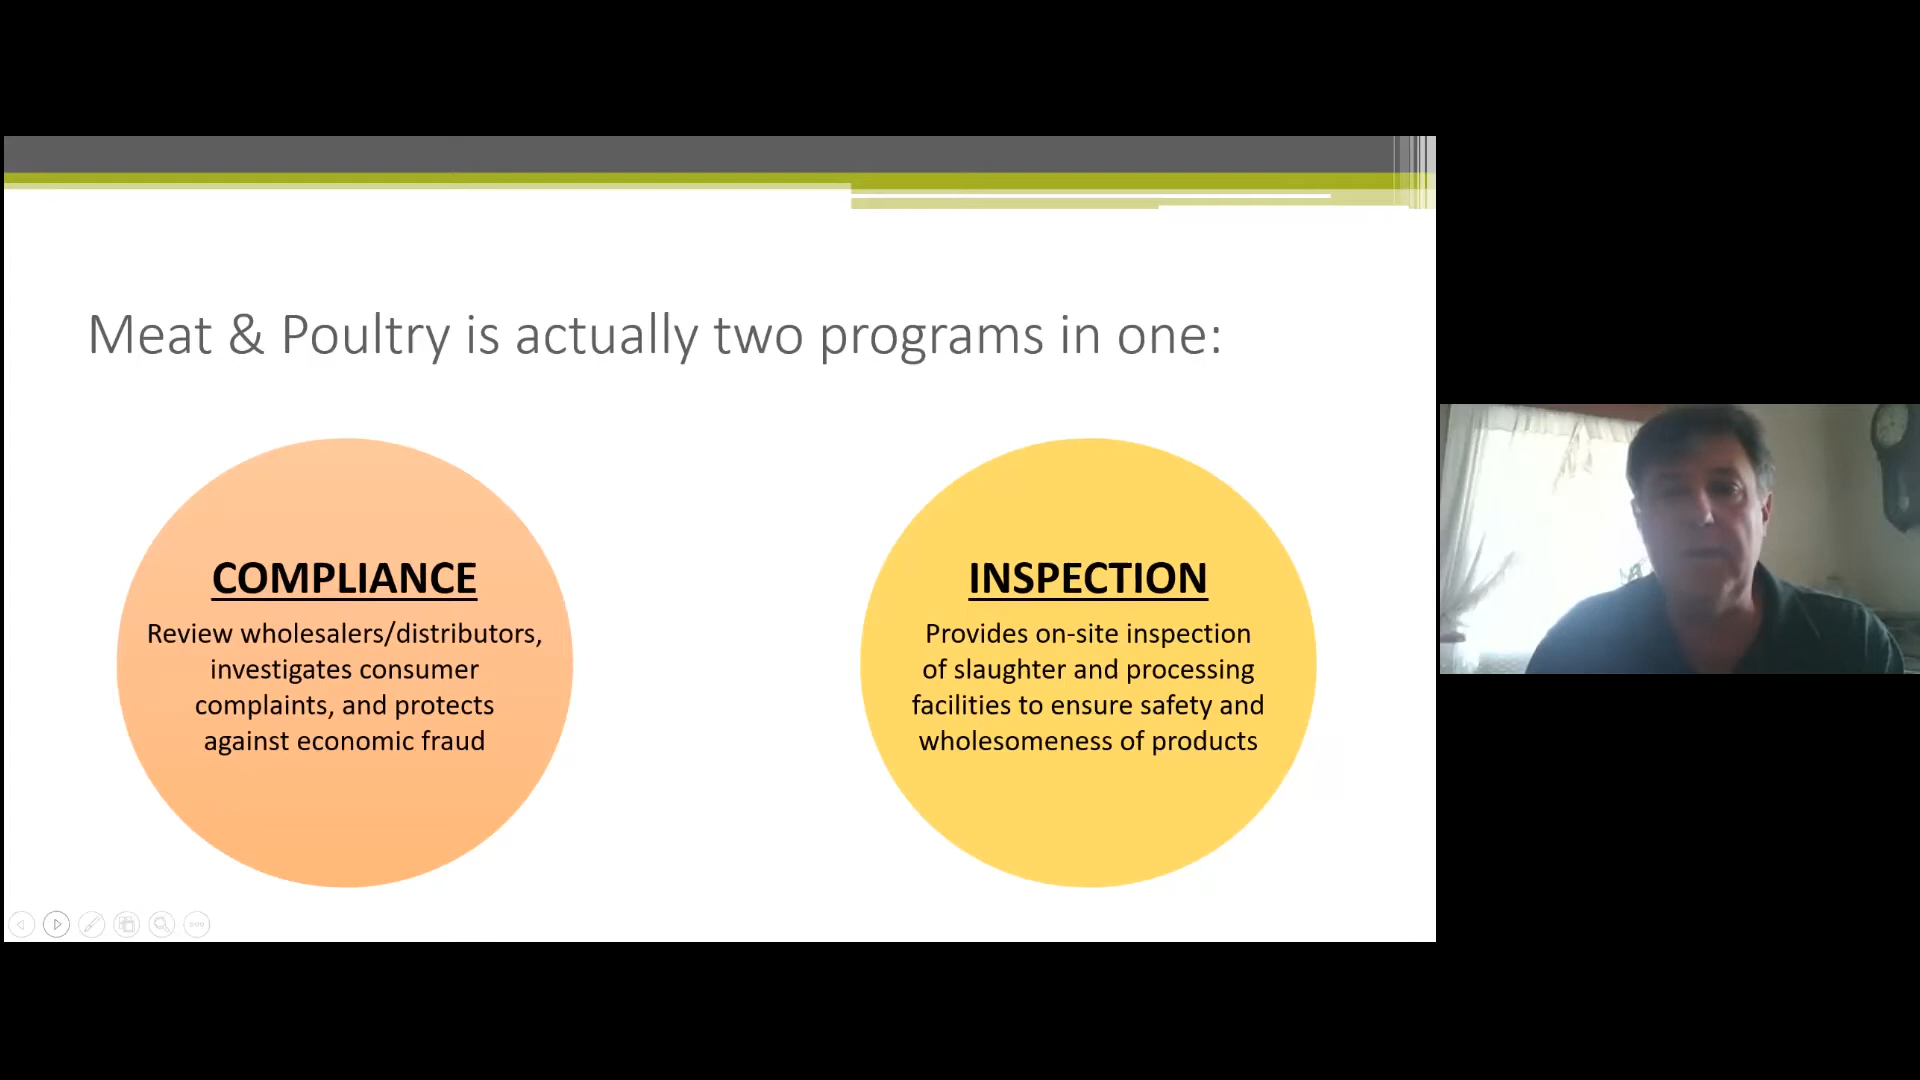 Meat & Poultry is actually two programs in one:
COMPLIANCE
Review wholesalers/distributors,
investigates consumer
complaints, and protects
against economic fraud
INSPECTION
Provides on-site inspection
of slaughter and processing
facilities to ensure safety and
wholesomeness of products